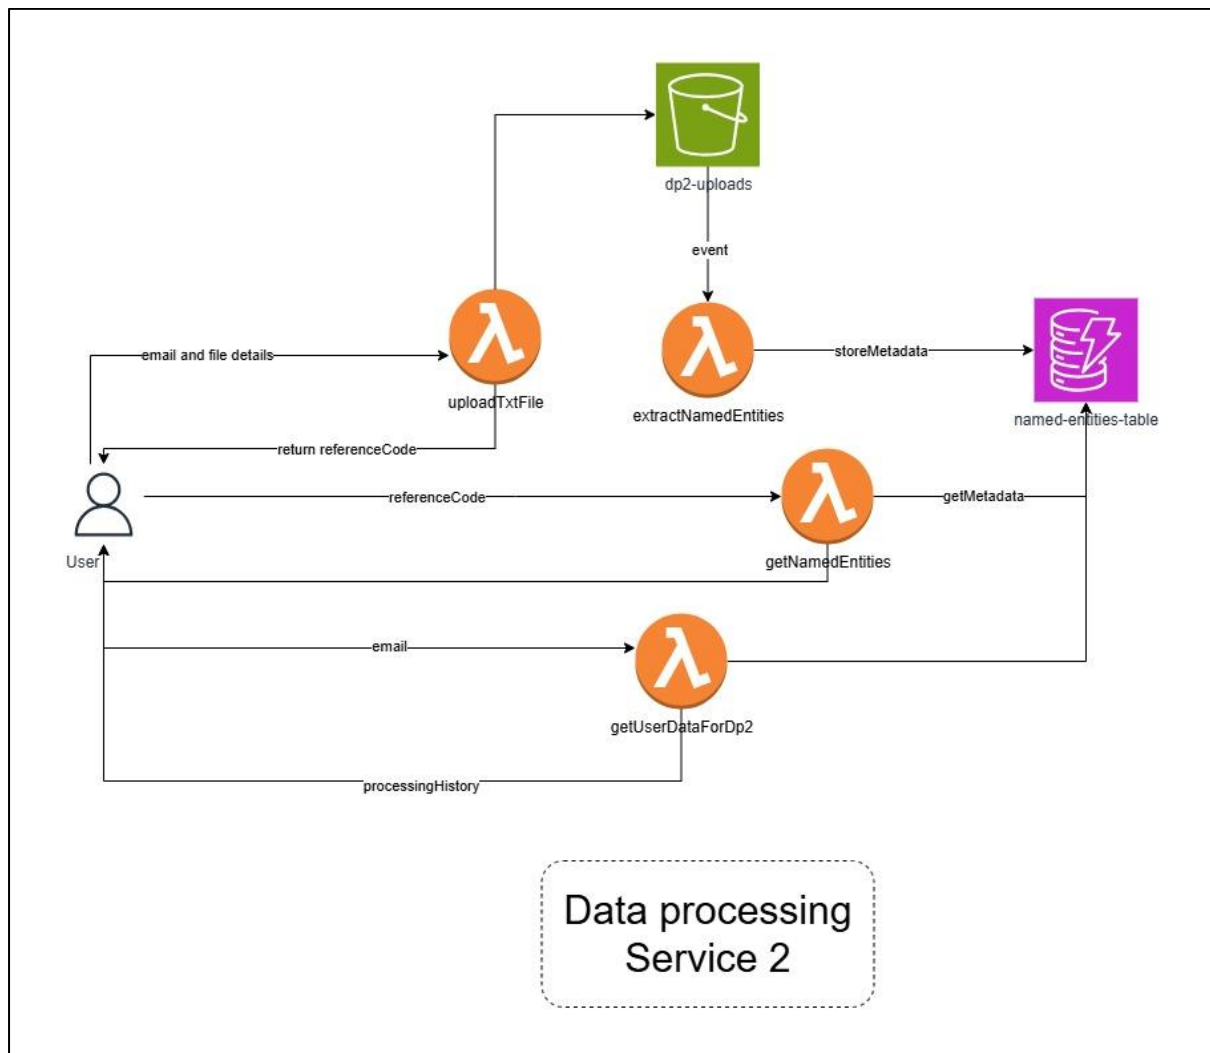 dp2-uploads
event
email and file details
storeMetadata
uploadTxtFile
extractNamedEntities
named-entities-table
return referenceCode
referenceCode
getMetadata
User
getNamedEntities
email
getUserDataForDp2
processingHistory
Data processing
Service 2